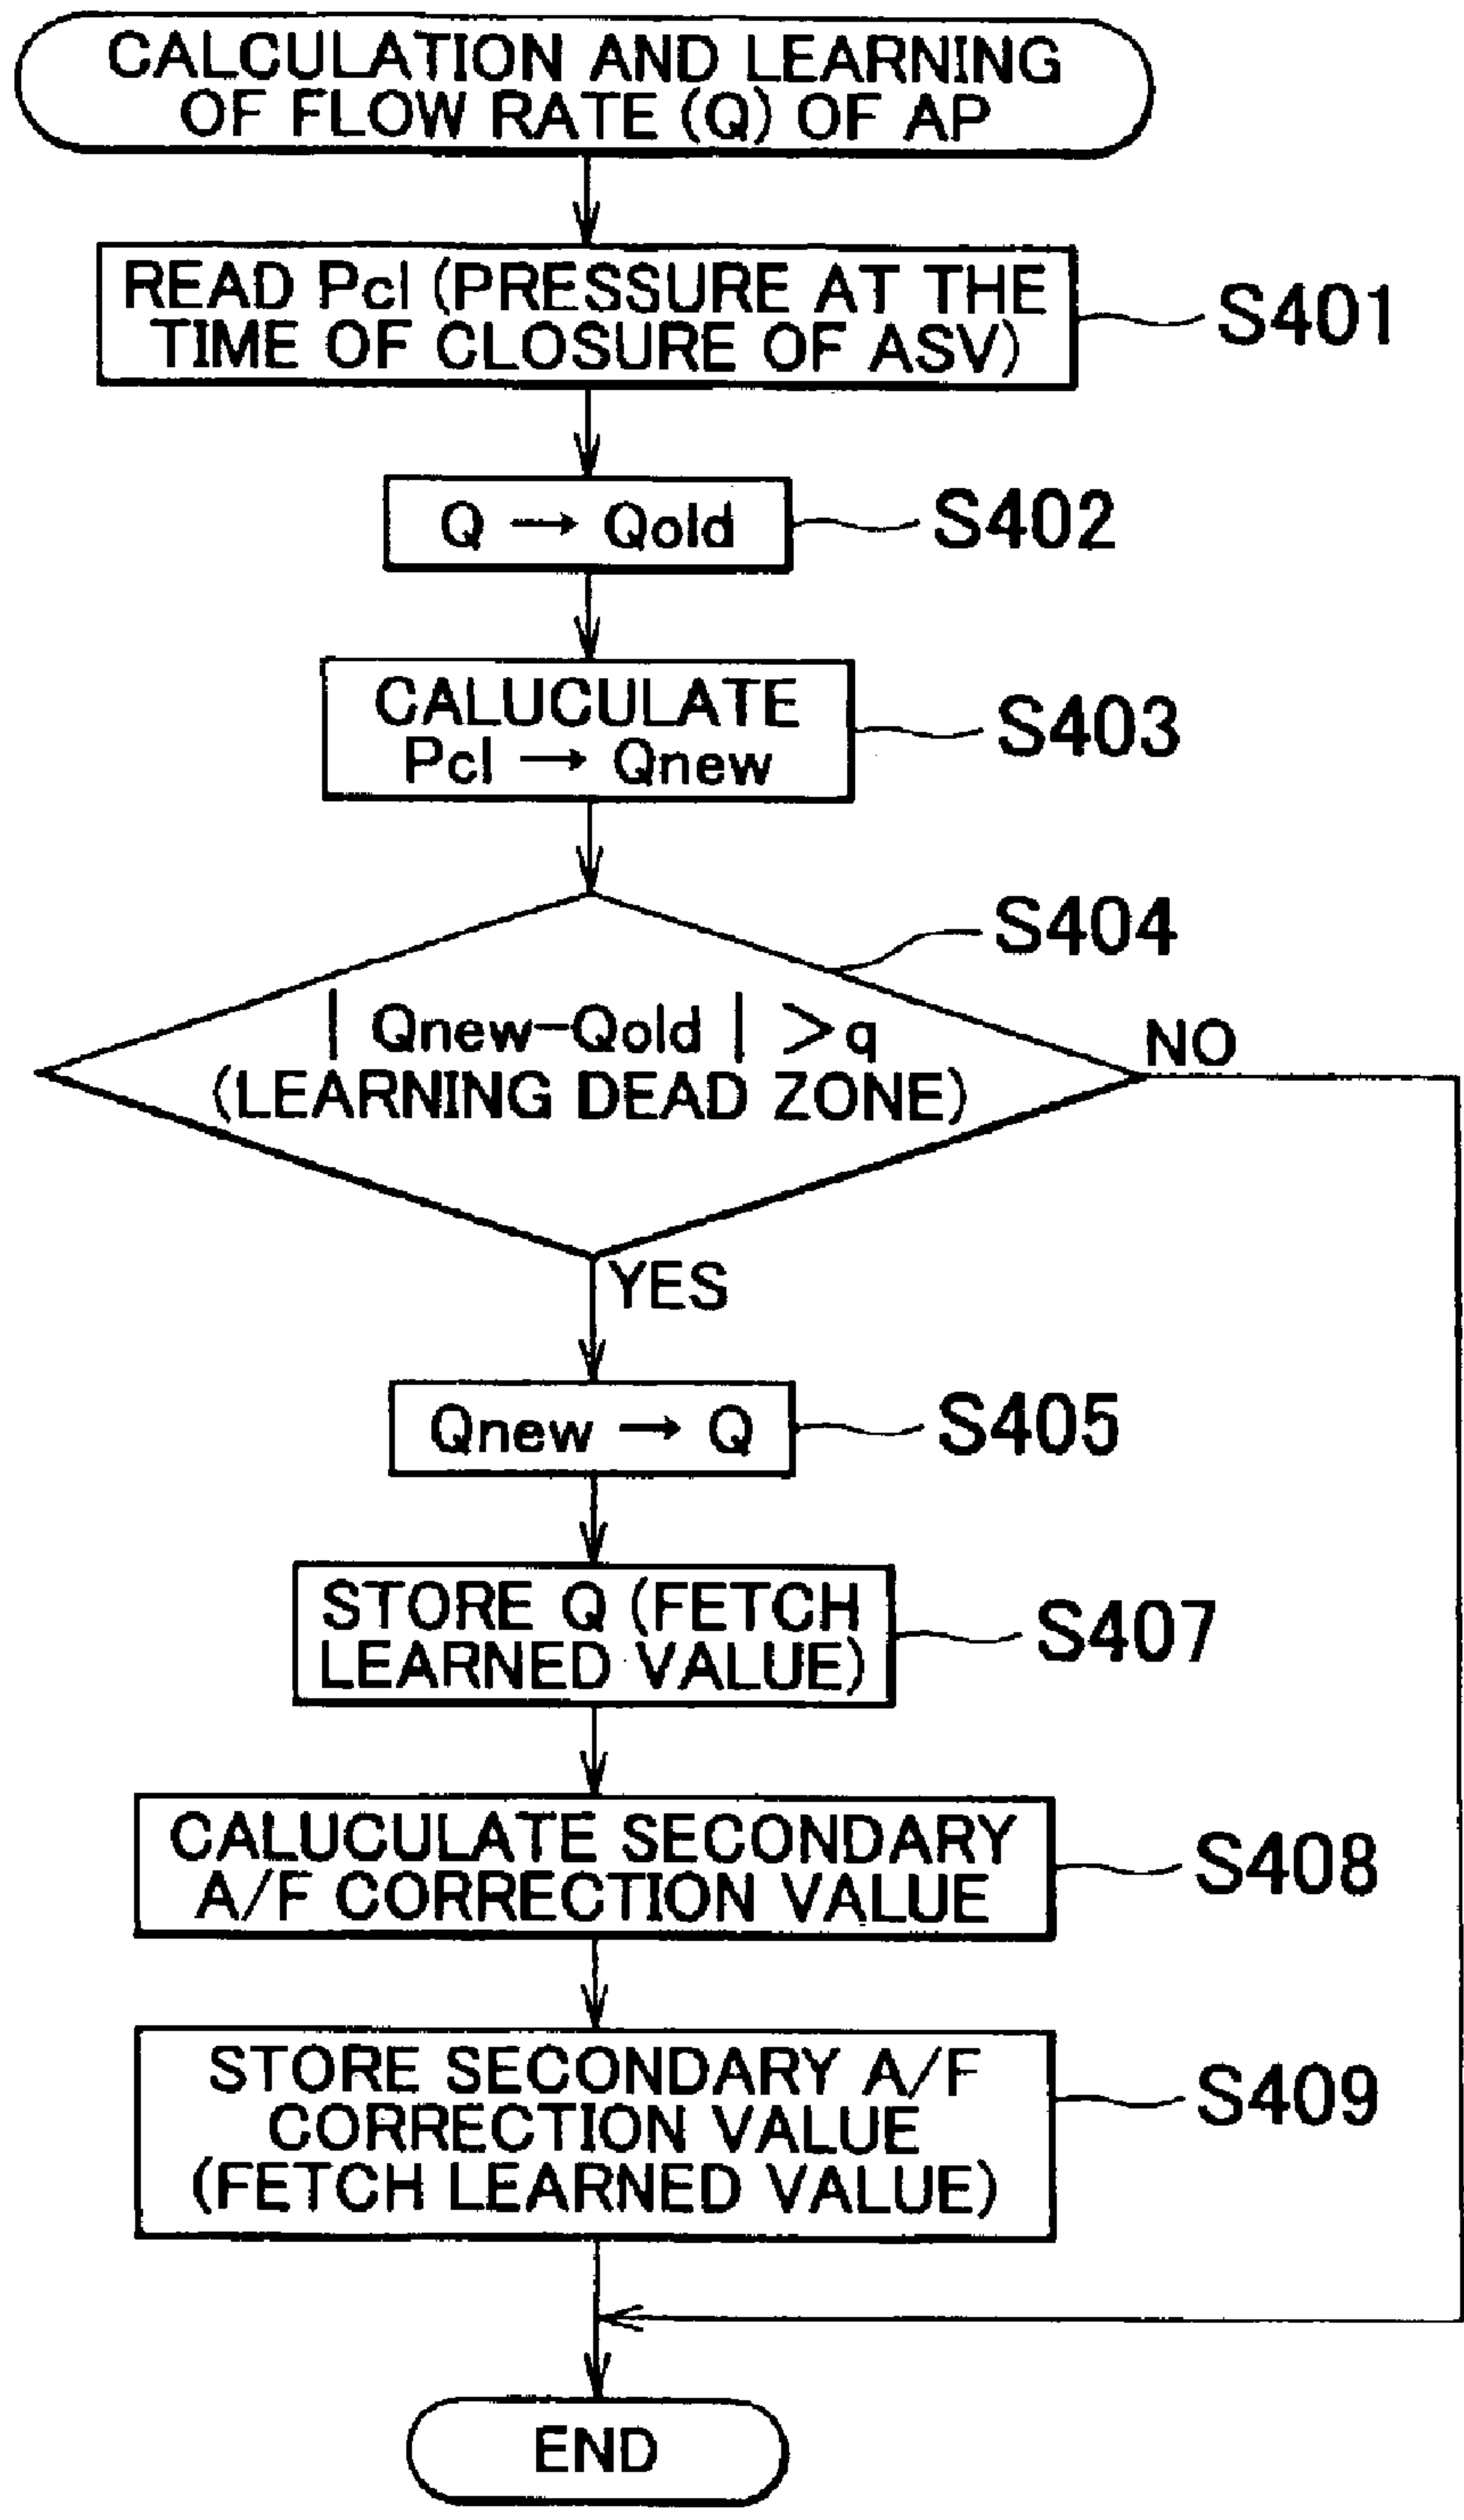 CALCULATION AND LEARNING
OF FLOW RATE (Q) OF AP
READ Pcl (PRESSURE AT THE
TIME OF CLOSURE OF ASV)
S401
Q → Qold
S402
CALUCULATE
Pcl → Qnew
S403
S404
| Qnew-Qold | >q
(LEARNING DEAD ZONE)
NO
YES
Qnew → Q
S405
STORE Q (FETCH
LEARNED VALUE)
S407
CALUCULATE SECONDARY
A/F CORRECTION VALUE
S408
STORE SECONDARY A/F
CORRECTION VALUE
(FETCH LEARNED VALUE)
S409
END